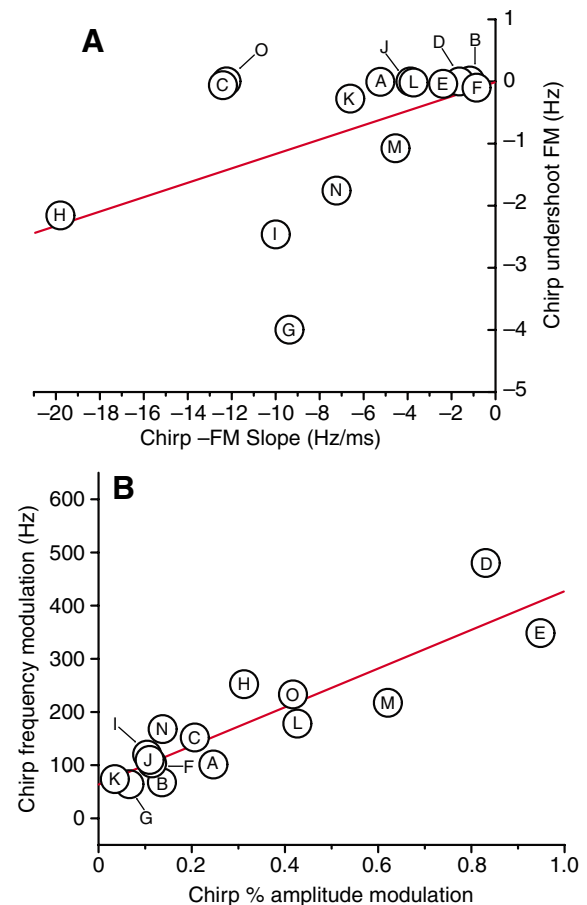 A
O
C
J
D
B
A
L
E
F
K
M
N
H
I
G
1
0
–1
–2
–3
–4
–5
Chirp undershoot FM (Hz)
–20 –18 –16 –14 –12 –10 –8 –6 –4 –2 0
Chirp –FM Slope (Hz/ms)
B
600
500
400
300
200
100
0
Chirp frequency modulation (Hz)
D
E
H
O
M
L
I
N
C
J
F
A
K
B
G
0 0.2 0.4 0.6 0.8 1.0
Chirp % amplitude modulation